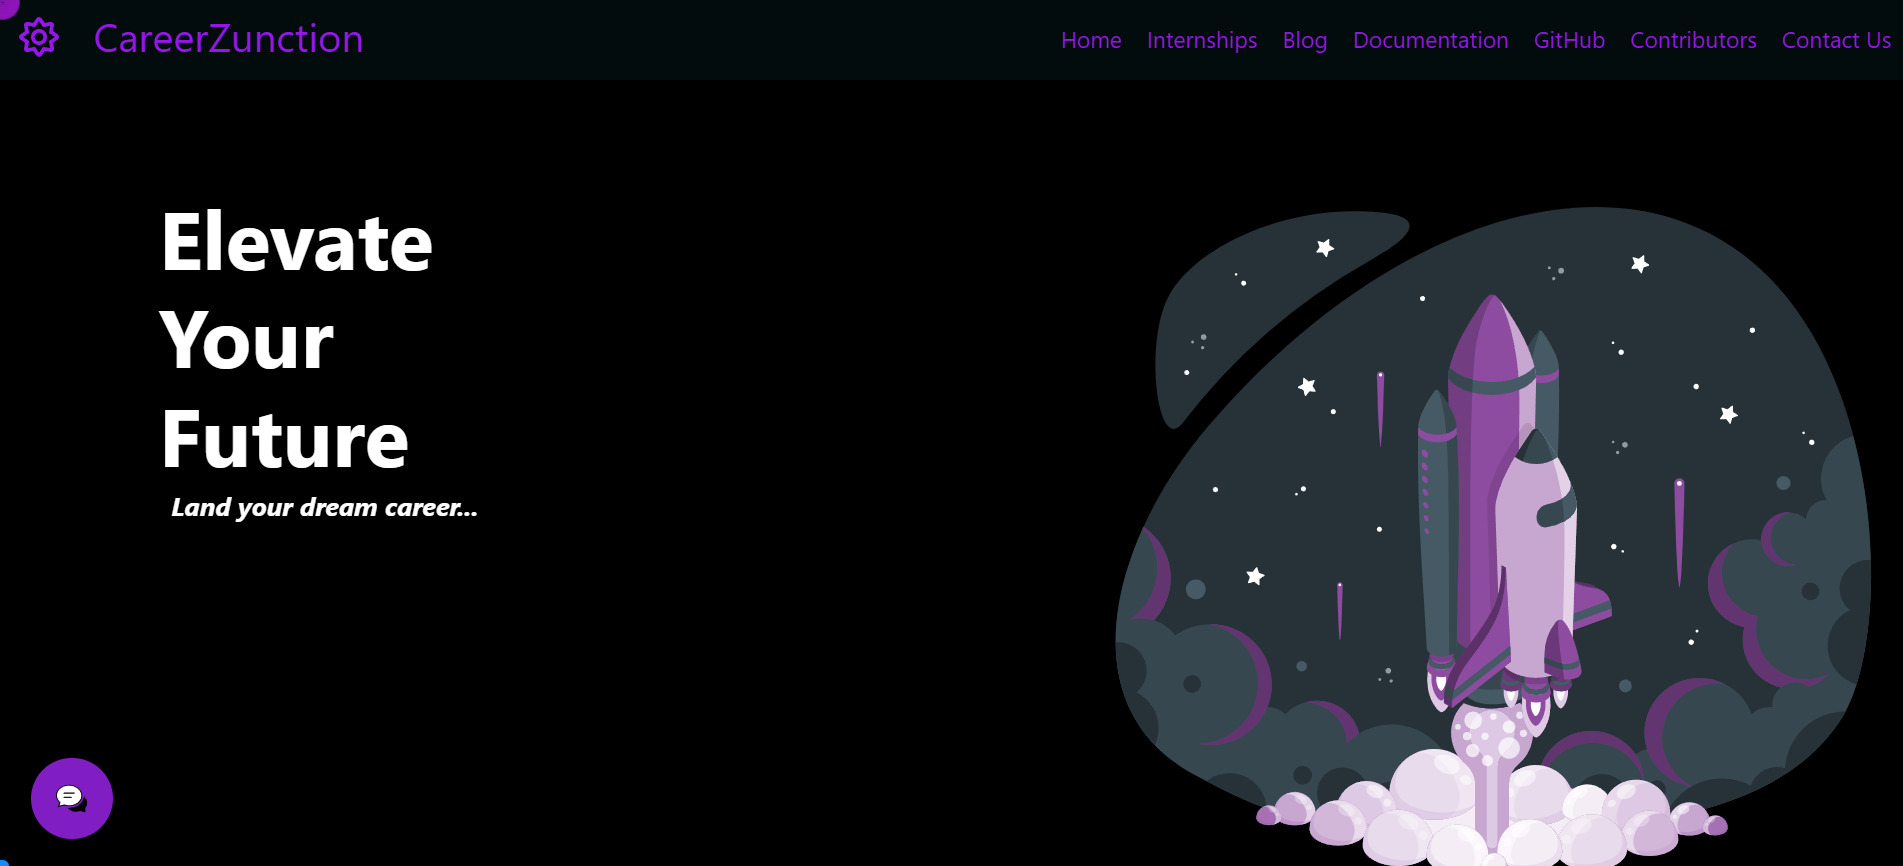 CareerZunction
Home Internships Blog Documentation GitHub Contributors Contact Us
Elevate
Your
Future
Land your dream career...